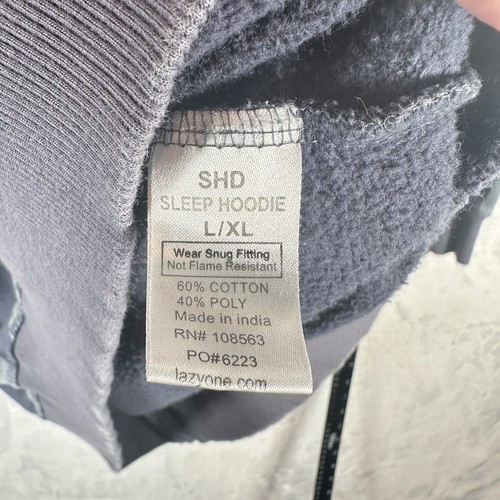 SHD
SLEEP HOODIE
L/XL
Wear Snug Fitting
Not Flame Resistant
60% COTTON
40% POLY
Made in india
RN# 108563
PO#6223
lazyone.com